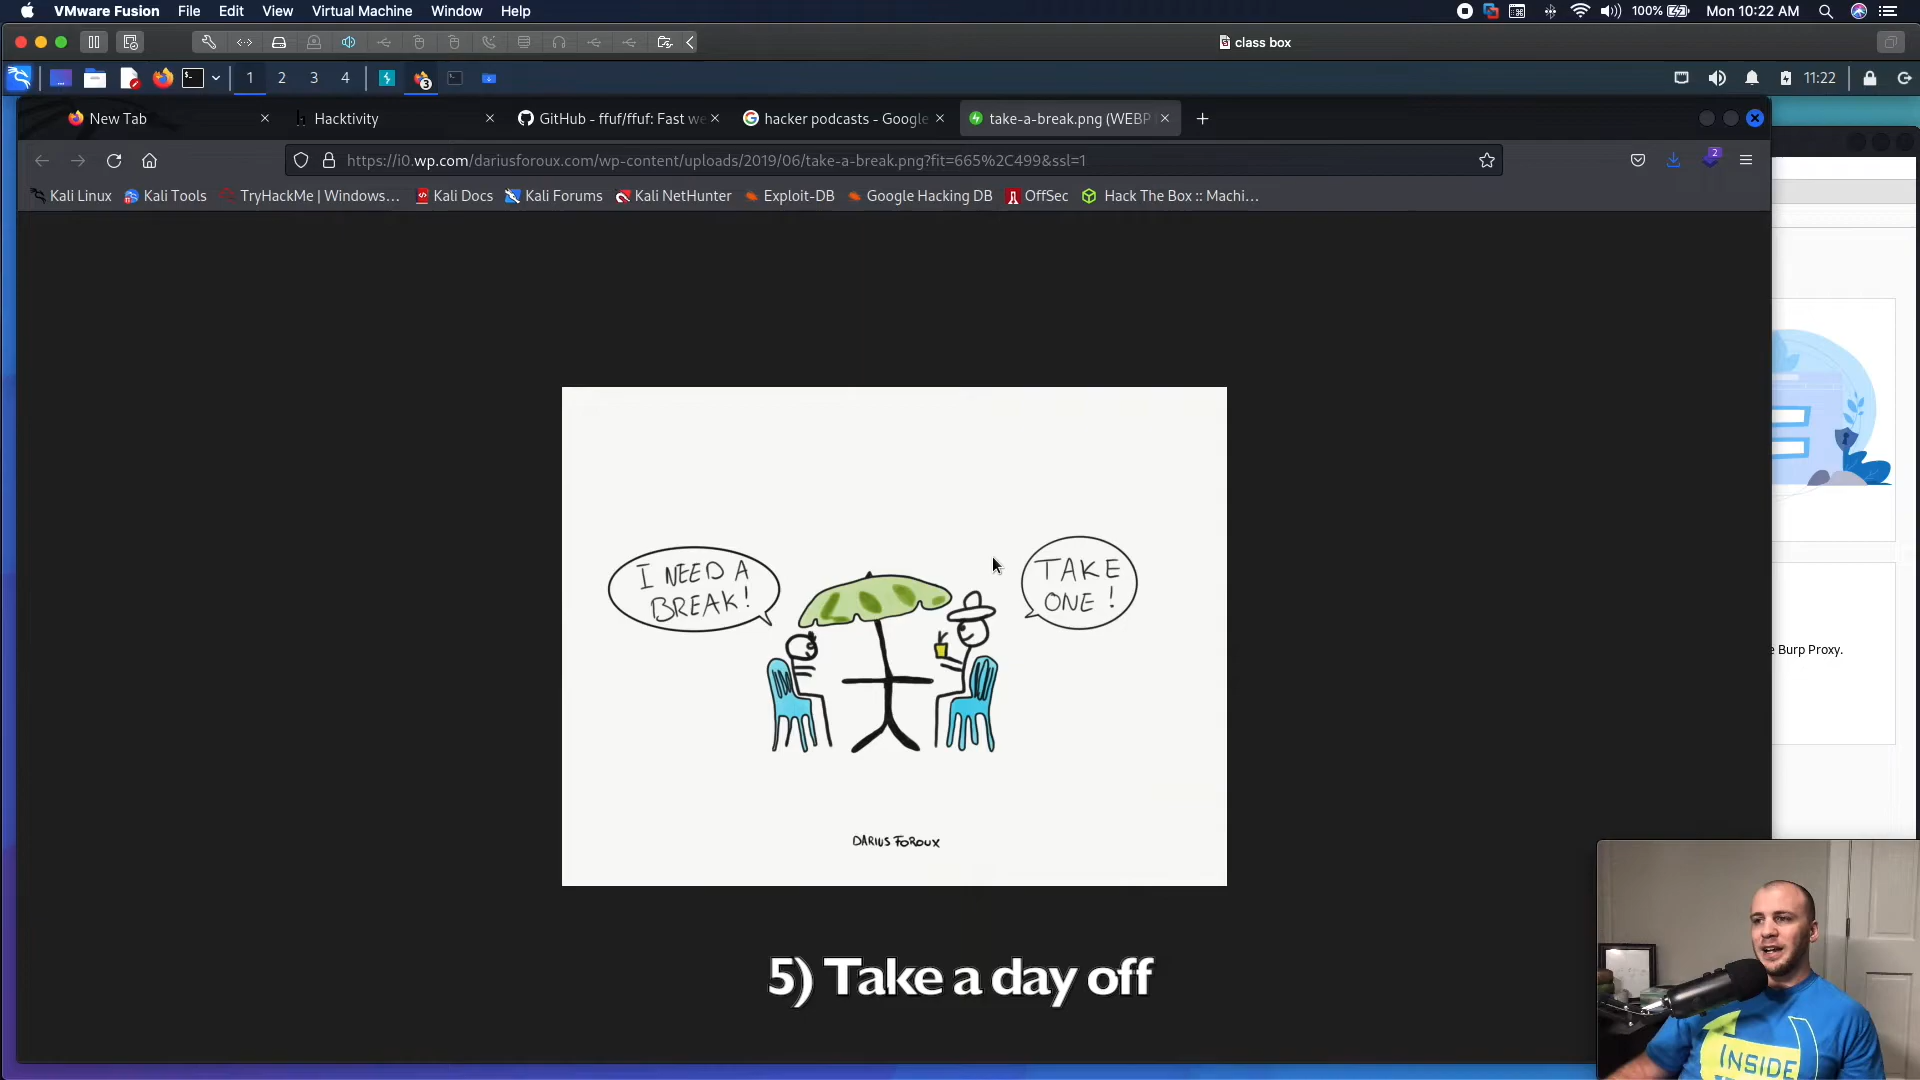 VMware Fusion File Edit View Virtual Machine Window Help 100% Mon 10:22 AM
class box
1 2 3 4 3 11:22
New Tab Hacktivity GitHub - ffuf/ffuf: Fast we hacker podcasts - Google take-a-break.png (WEBP
https://i0.wp.com/dariusforoux.com/wp-content/uploads/2019/06/take-a-break.png?fit=665%2C499&ssl=1 2
Kali Linux Kali Tools TryHackMe | Windows... Kali Docs Kali Forums Kali NetHunter Exploit-DB Google Hacking DB OffSec Hack The Box :: Machi...
I NEED A
BREAK!
TAKE
ONE!
e Burp Proxy.
DARIUS FOROUX
5) Take a day off
INSIDE